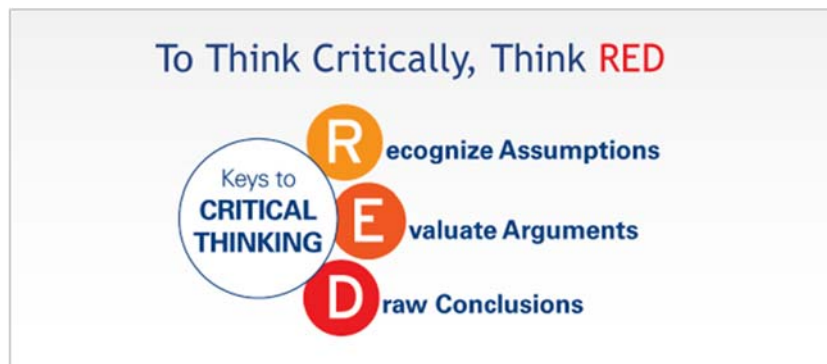 To Think Critically, Think RED
Keys to
CRITICAL
THINKING
Recognize Assumptions
Evaluate Arguments
Draw Conclusions